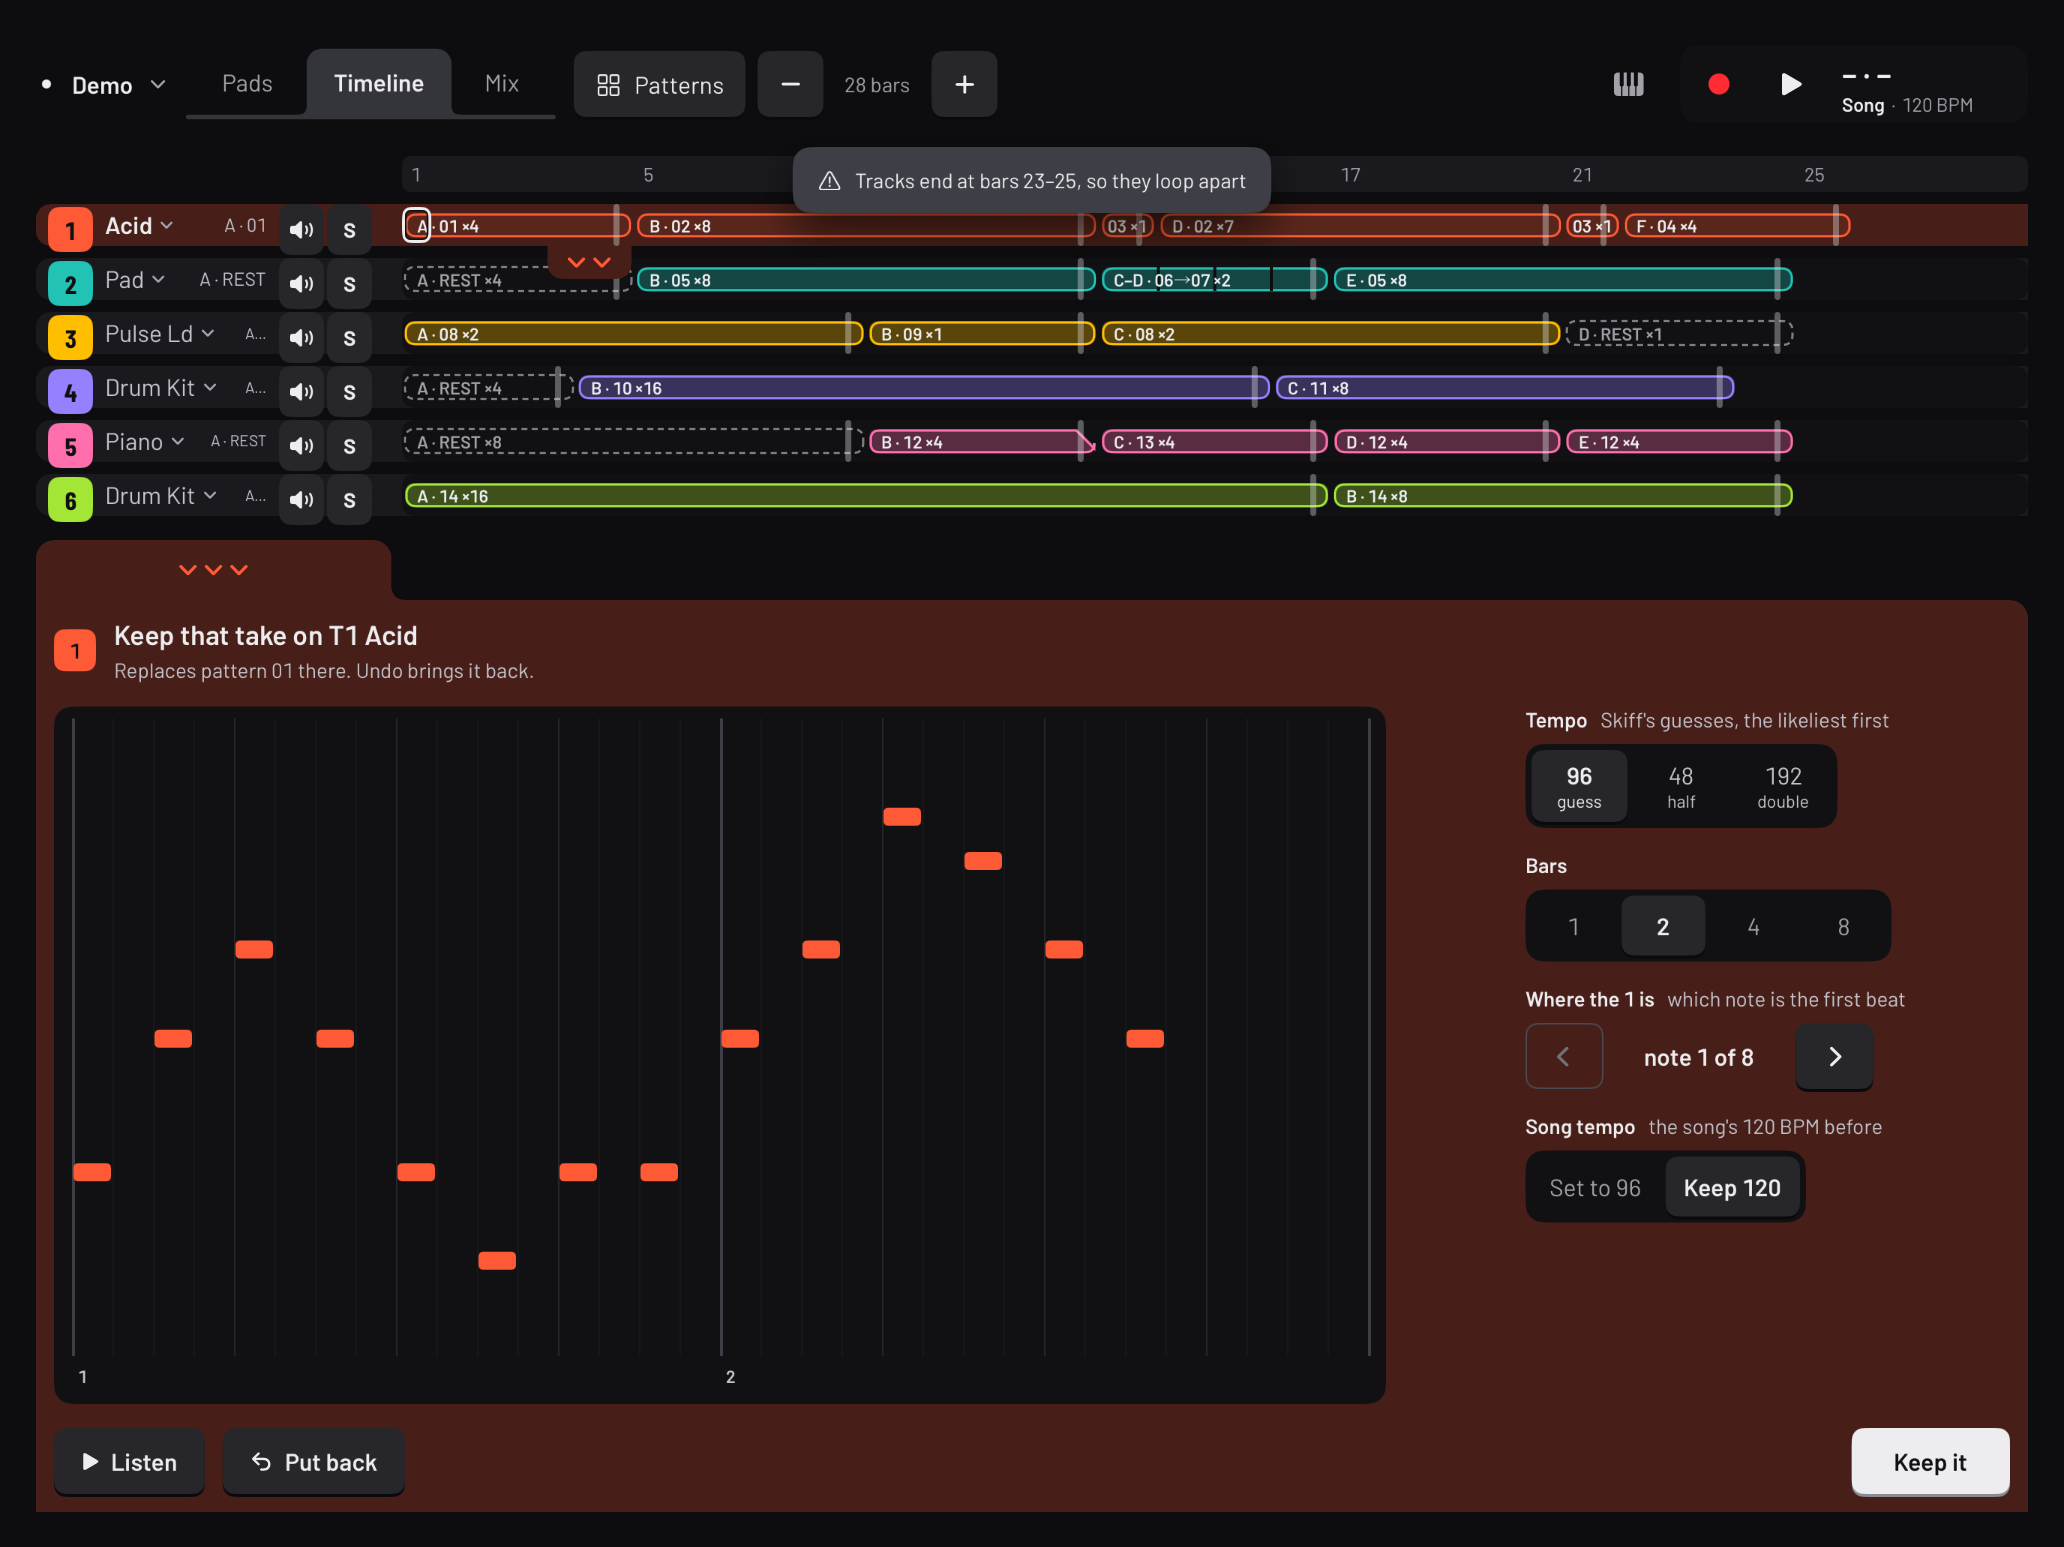 Demo Pads Timeline Mix Patterns − 28 bars + Song · 120 BPM
1 5 17 21 25
Tracks end at bars 23–25, so they loop apart
1 Acid A · 01 S A · 01 ×4 B · 02 ×8 03 ×1 D · 02 ×7 03 ×1 F · 04 ×4
2 Pad A · REST S A · REST ×4 B · 05 ×8 C–D · 06→07 ×2 E · 05 ×8
3 Pulse Ld A... S A · 08 ×2 B · 09 ×1 C · 08 ×2 D · REST ×1
4 Drum Kit A... S A · REST ×4 B · 10 ×16 C · 11 ×8
5 Piano A · REST S A · REST ×8 B · 12 ×4 C · 13 ×4 D · 12 ×4 E · 12 ×4
6 Drum Kit A... S A · 14 ×16 B · 14 ×8
1 Keep that take on T1 Acid
Replaces pattern 01 there. Undo brings it back.
Tempo Skiff's guesses, the likeliest first
96 48 192
guess half double
Bars
1 2 4 8
Where the 1 is which note is the first beat
note 1 of 8
Song tempo the song's 120 BPM before
Set to 96 Keep 120
1 2
Listen Put back Keep it